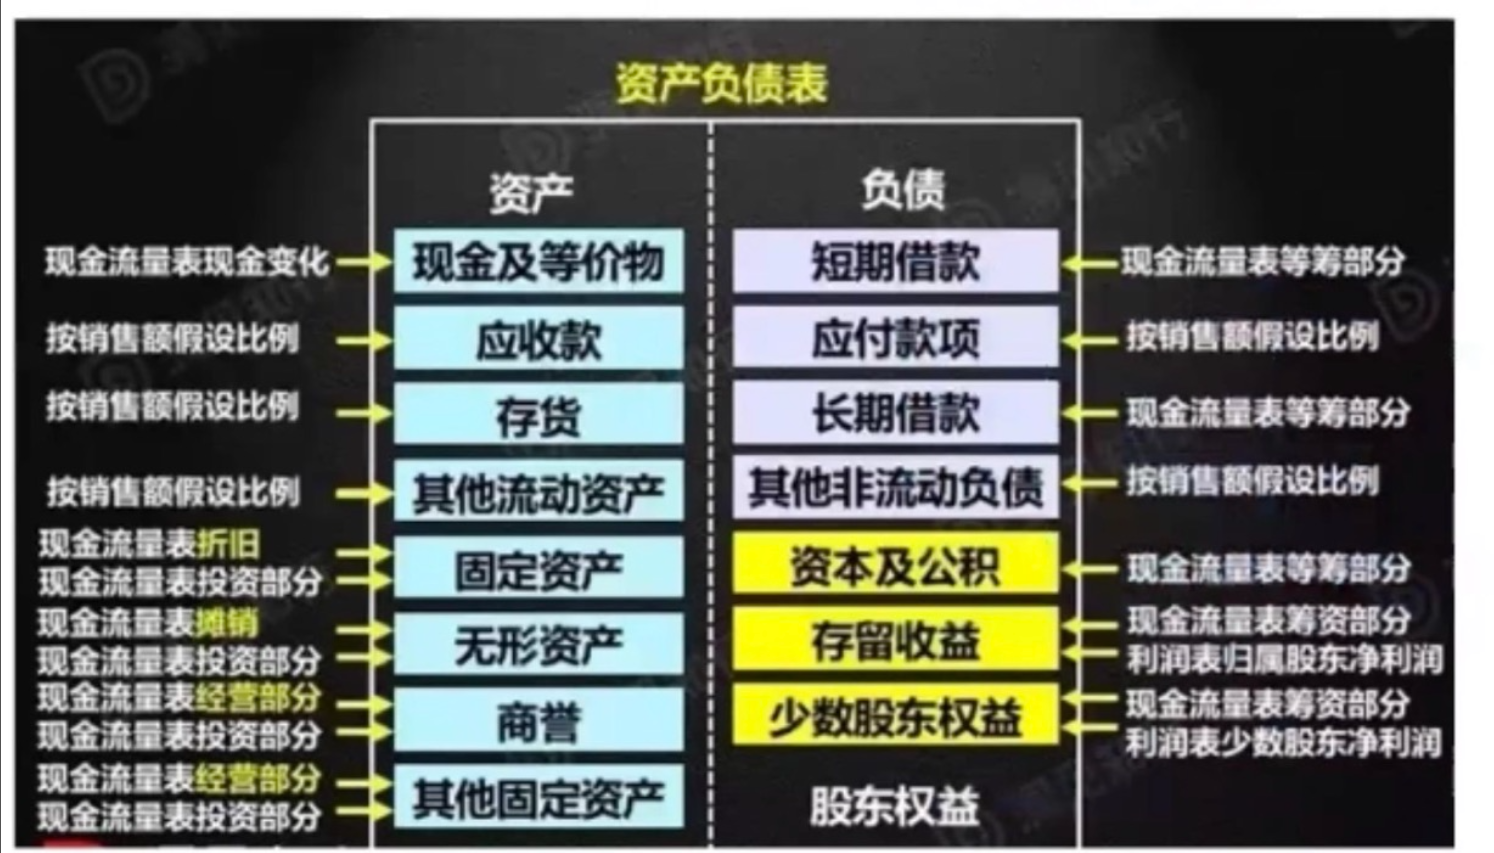 资产负债表
资产
负债
现金流量表现金变化
现金及等价物
短期借款
现金流量表等筹部分
按销售额假设比例
应收款
应付款项
按销售额假设比例
按销售额假设比例
存货
长期借款
现金流量表等筹部分
按销售额假设比例
其他流动资产
其他非流动负债
按销售额假设比例
现金流量表折旧
现金流量表投资部分
固定资产
资本及公积
现金流量表等筹部分
现金流量表摊销
现金流量表投资部分
无形资产
存留收益
现金流量表筹资部分
利润表归属股东净利润
现金流量表经营部分
现金流量表投资部分
商誉
少数股东权益
现金流量表筹资部分
利润表少数股东净利润
现金流量表经营部分
现金流量表投资部分
其他固定资产
股东权益